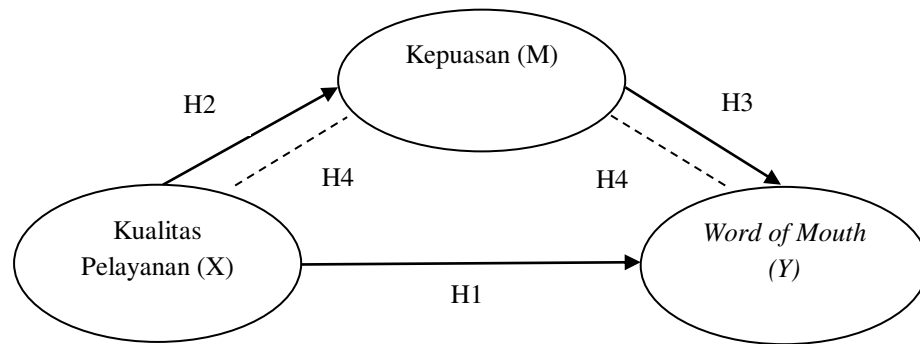 Kepuasan (M)
H2
H3
H4
H4
Kualitas
Pelayanan (X)
Word of Mouth
(Y)
H1